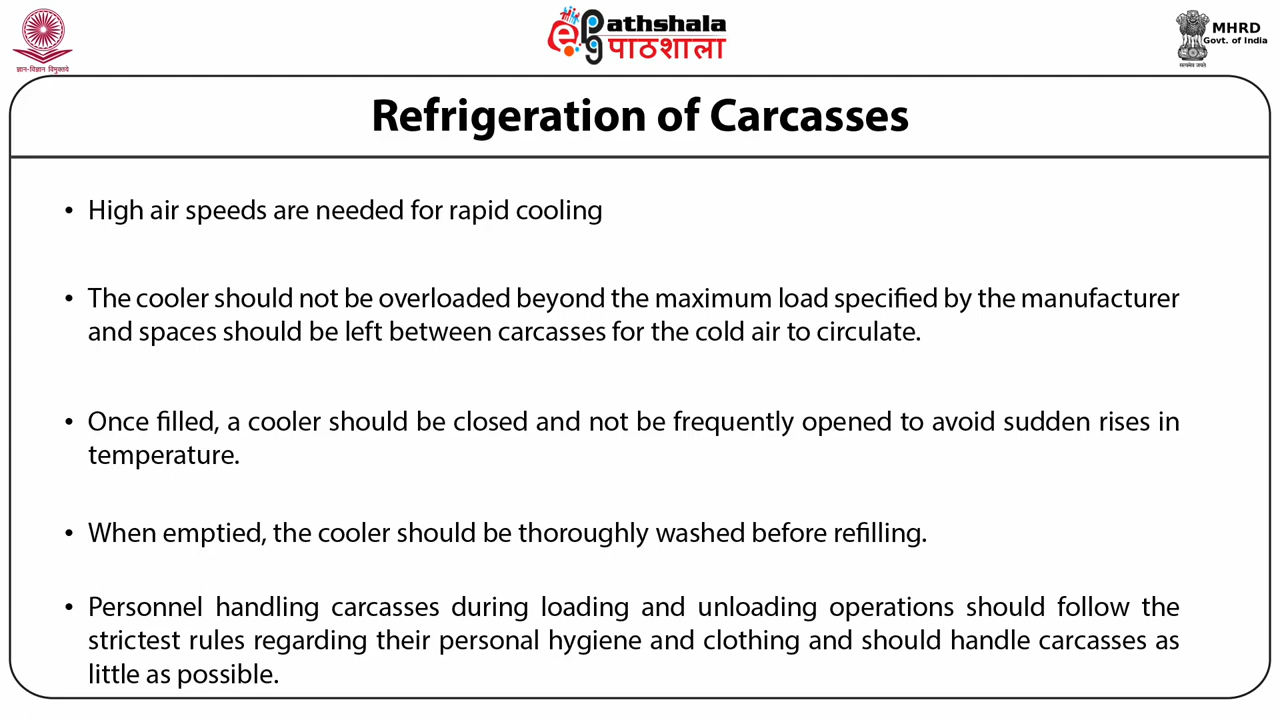 ज्ञान-विज्ञान विमुक्तये
epathshala
पाठशाला
MHRD
Govt. of India
सत्यमेव जयते
Refrigeration of Carcasses
• High air speeds are needed for rapid cooling
• The cooler should not be overloaded beyond the maximum load specified by the manufacturer
and spaces should be left between carcasses for the cold air to circulate.
• Once filled, a cooler should be closed and not be frequently opened to avoid sudden rises in
temperature.
• When emptied, the cooler should be thoroughly washed before refilling.
• Personnel handling carcasses during loading and unloading operations should follow the
strictest rules regarding their personal hygiene and clothing and should handle carcasses as
little as possible.